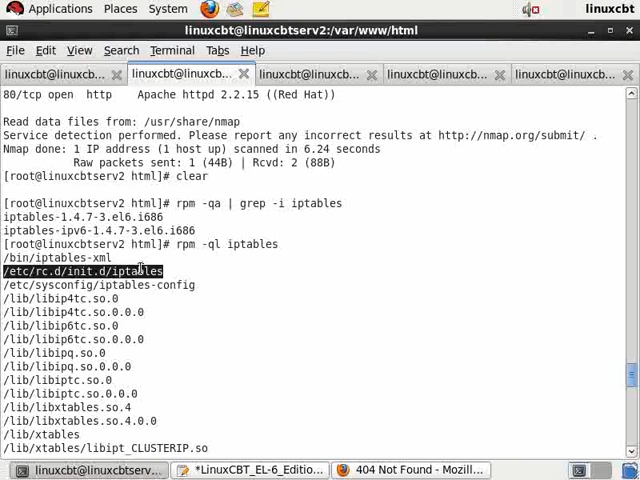 Applications Places System linuxcbt
linuxcbt@linuxcbtserv2:/var/www/html
File Edit View Search Terminal Tabs Help
linuxcbt@linuxcb... linuxcbt@linuxcb... linuxcbt@linuxcb... linuxcbt@linuxcb... linuxcbt@linuxcb...
80/tcp open http Apache httpd 2.2.15 ((Red Hat))
Read data files from: /usr/share/nmap
Service detection performed. Please report any incorrect results at http://nmap.org/submit/ .
Nmap done: 1 IP address (1 host up) scanned in 6.24 seconds
Raw packets sent: 1 (44B) | Rcvd: 2 (88B)
[root@linuxcbtserv2 html]# clear
[root@linuxcbtserv2 html]# rpm -qa | grep -i iptables
iptables-1.4.7-3.el6.i686
iptables-ipv6-1.4.7-3.el6.i686
[root@linuxcbtserv2 html]# rpm -ql iptables
/bin/iptables-xml
/etc/rc.d/init.d/iptables
/etc/sysconfig/iptables-config
/lib/libip4tc.so.0
/lib/libip4tc.so.0.0.0
/lib/libip6tc.so.0
/lib/libip6tc.so.0.0.0
/lib/libipq.so.0
/lib/libipq.so.0.0.0
/lib/libiptc.so.0
/lib/libiptc.so.0.0.0
/lib/libxtables.so.4
/lib/libxtables.so.4.0.0
/lib/xtables
/lib/xtables/libipt_CLUSTERIP.so
linuxcbt@linuxcbtserv... *LinuxCBT_EL-6_Editio... 404 Not Found - Mozill...